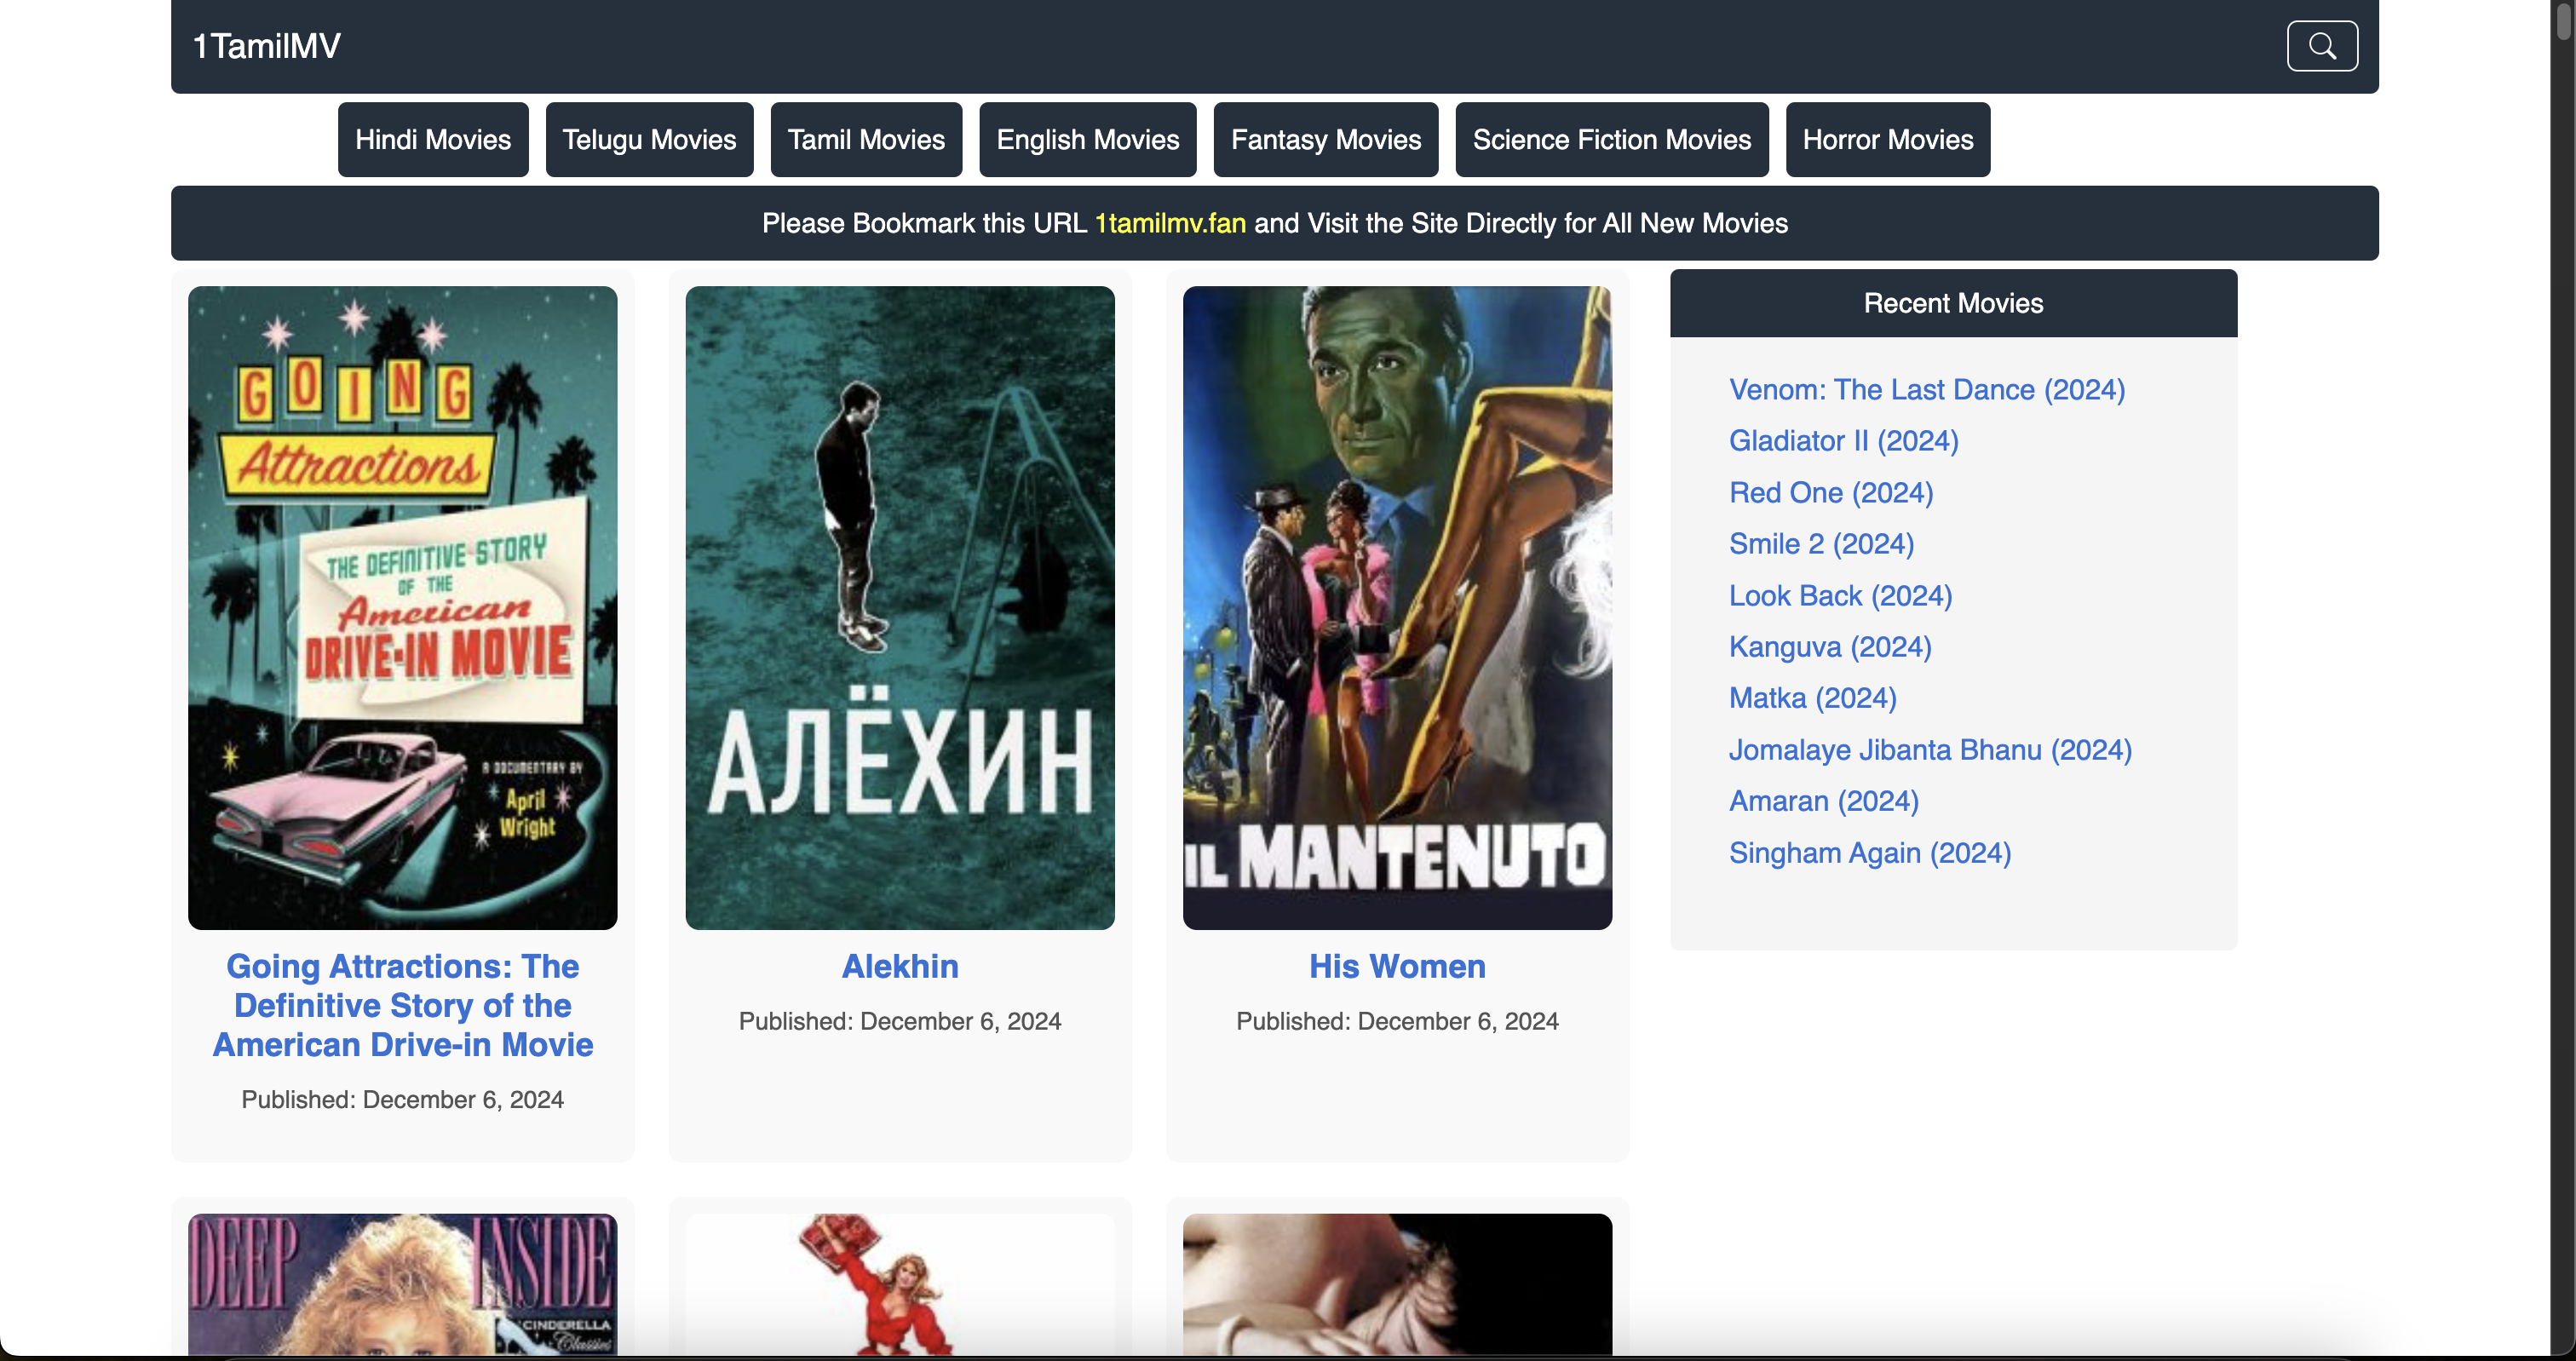 1TamilMV
Hindi Movies
Telugu Movies
Tamil Movies
English Movies
Fantasy Movies
Science Fiction Movies
Horror Movies
Please Bookmark this URL 1tamilmv.fan and Visit the Site Directly for All New Movies
GOING
Attractions
THE DEFINITIVE STORY
OF THE
American
DRIVE-IN MOVIE
A DOCUMENTARY BY
April
Wright
Going Attractions: The
Definitive Story of the
American Drive-in Movie
Published: December 6, 2024
АЛЁХИН
Alekhin
Published: December 6, 2024
IL MANTENUTO
His Women
Published: December 6, 2024
Recent Movies
Venom: The Last Dance (2024)
Gladiator II (2024)
Red One (2024)
Smile 2 (2024)
Look Back (2024)
Kanguva (2024)
Matka (2024)
Jomalaye Jibanta Bhanu (2024)
Amaran (2024)
Singham Again (2024)
DEEP INSIDE
CINDERELLA
Classics